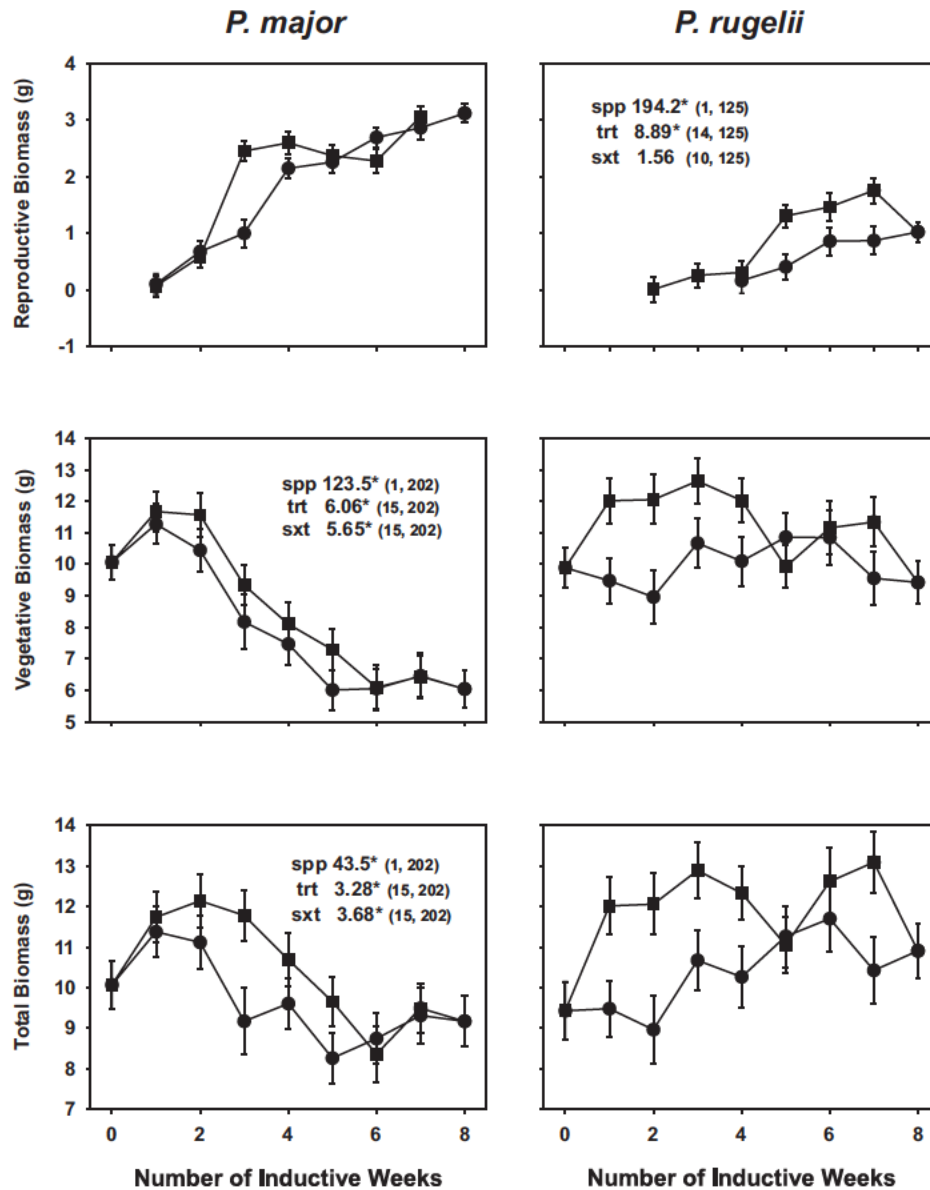 P. major
P. rugelii
Reproductive Biomass (g)
4
3
2
1
0
-1
spp 194.2* (1, 125)
trt 8.89* (14, 125)
sxt 1.56 (10, 125)
Vegetative Biomass (g)
14
13
12
11
10
9
8
7
6
5
spp 123.5* (1, 202)
trt 6.06* (15, 202)
sxt 5.65* (15, 202)
Total Biomass (g)
14
13
12
11
10
9
8
7
spp 43.5* (1, 202)
trt 3.28* (15, 202)
sxt 3.68* (15, 202)
0 2 4 6 8
0 2 4 6 8
Number of Inductive Weeks
Number of Inductive Weeks